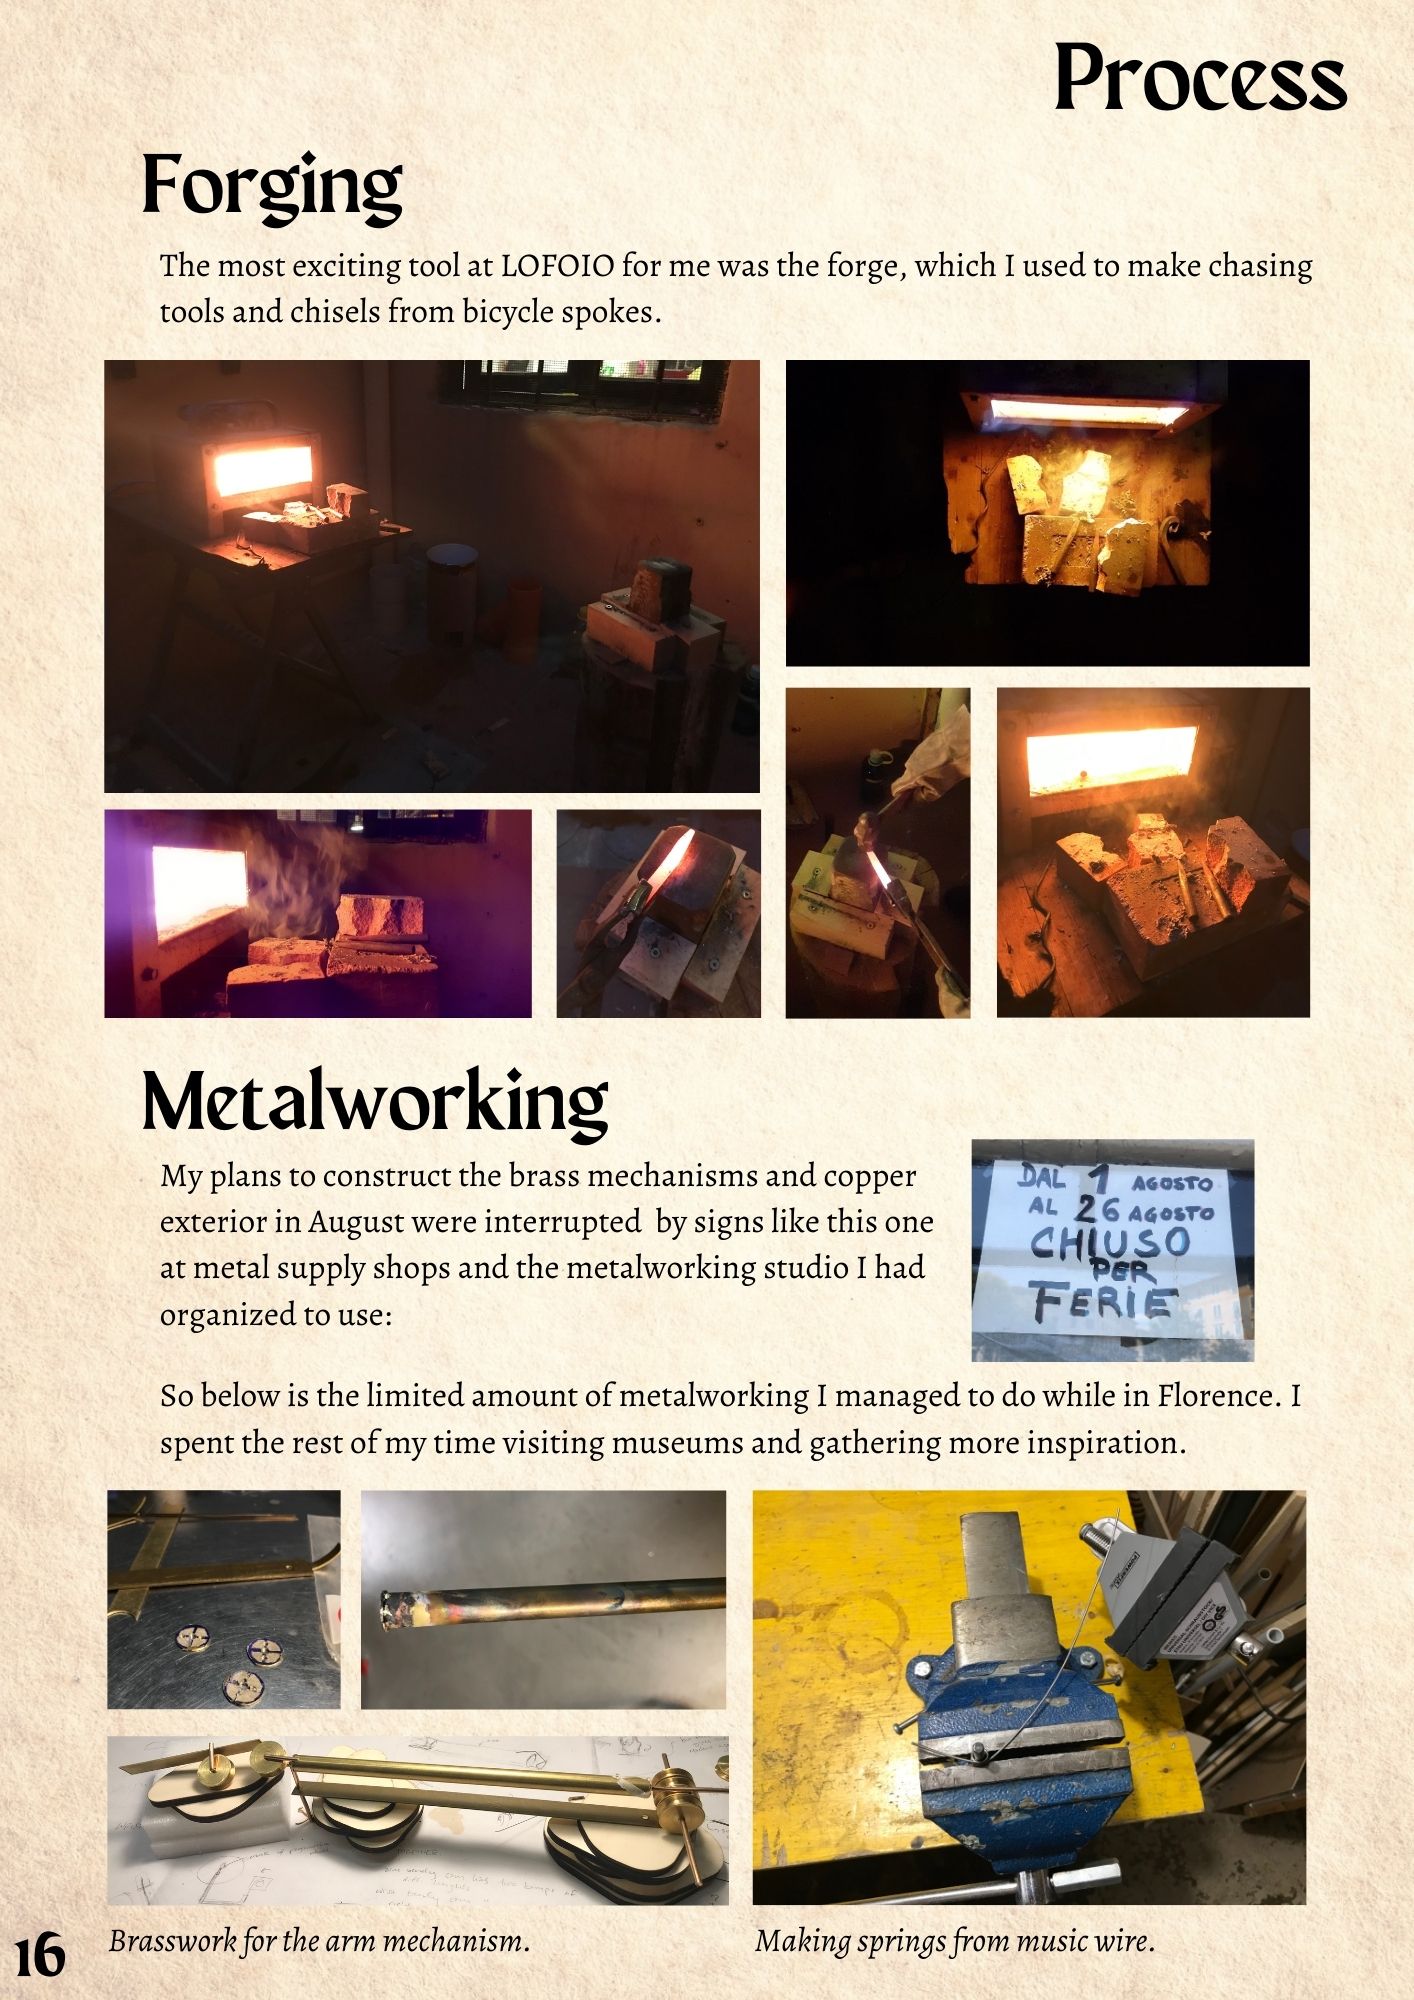 Process
Forging
The most exciting tool at LOFOIO for me was the forge, which I used to make chasing
tools and chisels from bicycle spokes.
Metalworking
My plans to construct the brass mechanisms and copper
exterior in August were interrupted  by signs like this one
at metal supply shops and the metalworking studio I had
organized to use:
DAL 1 AGOSTO
AL 26 AGOSTO
CHIUSO
PER
FERIE
So below is the limited amount of metalworking I managed to do while in Florence. I
spent the rest of my time visiting museums and gathering more inspiration.
Brasswork for the arm mechanism.
Making springs from music wire.
16